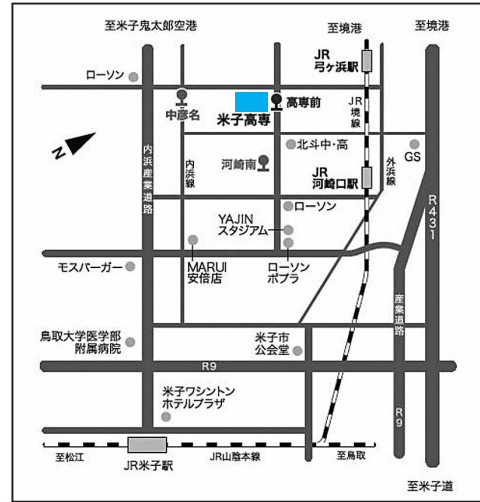 至米子鬼太郎空港
至境港
至境港
JR
弓ヶ浜駅
ローソン
中彦名
高専前
米子高専
JR境線
N
内浜産業道路
内浜線
河崎南
北斗中・高
GS
JR
河崎口駅
外浜線
R431
ローソン
YAJIN
スタジアム
MARUI
安倍店
ローソン
ポプラ
モスバーガー
産業道路
鳥取大学医学部
附属病院
米子市
公会堂
R9
米子ワシントン
ホテルプラザ
R9
至松江
JR米子駅
JR山陰本線
至鳥取
至米子道